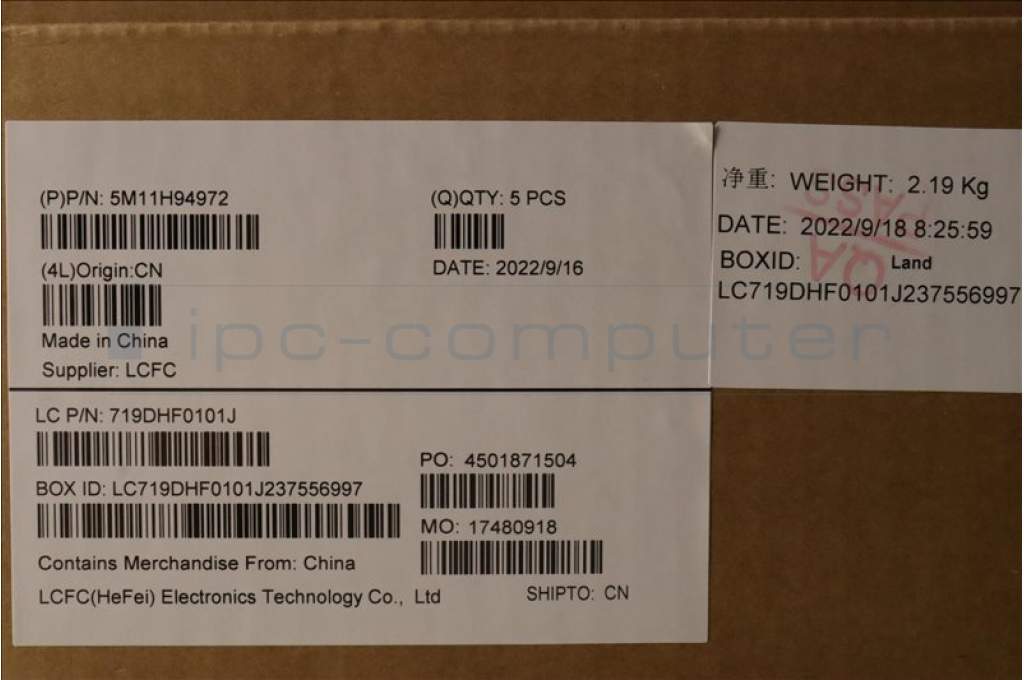 (P)P/N: 5M11H94972
(Q)QTY: 5 PCS
(4L)Origin:CN
DATE: 2022/9/16
Made in China
Supplier: LCFC
LC P/N: 719DHF0101J
PO: 4501871504
BOX ID: LC719DHF0101J237556997
MO: 17480918
Contains Merchandise From: China
LCFC(HeFei) Electronics Technology Co., Ltd
SHIPTO: CN
净重: WEIGHT: 2.19 Kg
DATE: 2022/9/18 8:25:59
BOXID: Land
LC719DHF0101J237556997
QA PASS
ipc-computer